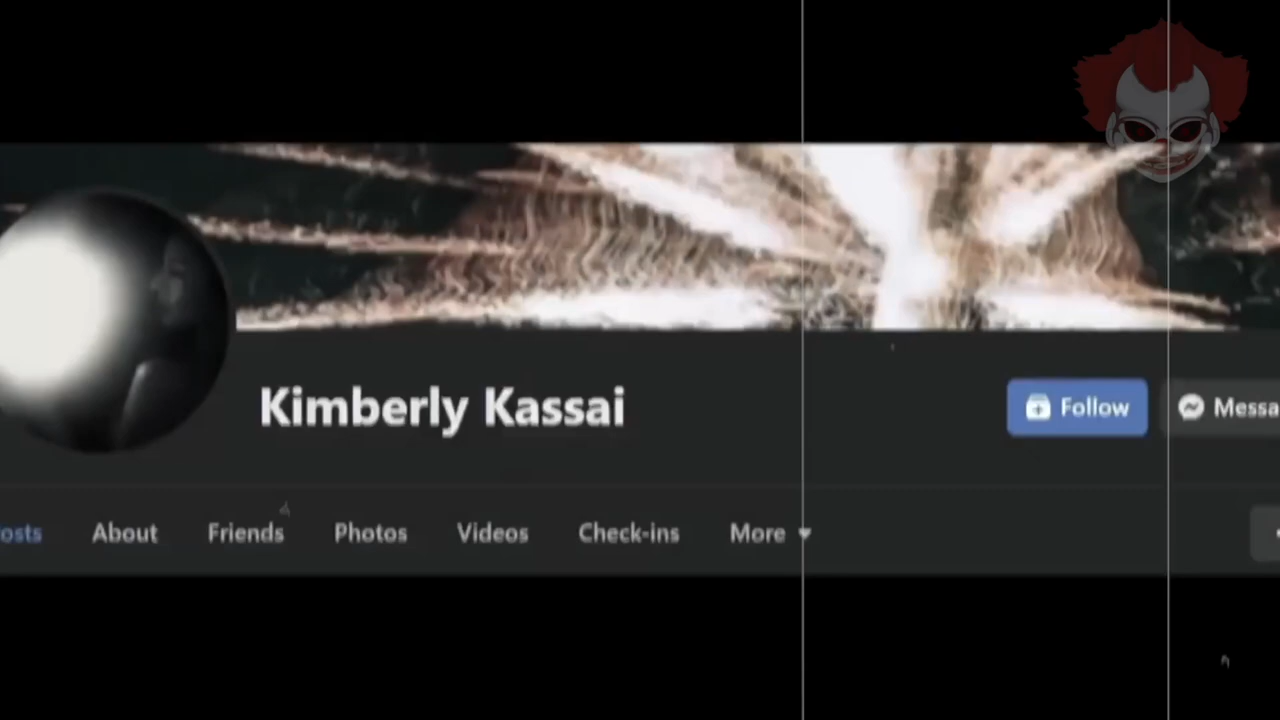 Kimberly Kassai
Follow
Messa
osts About Friends Photos Videos Check-ins More